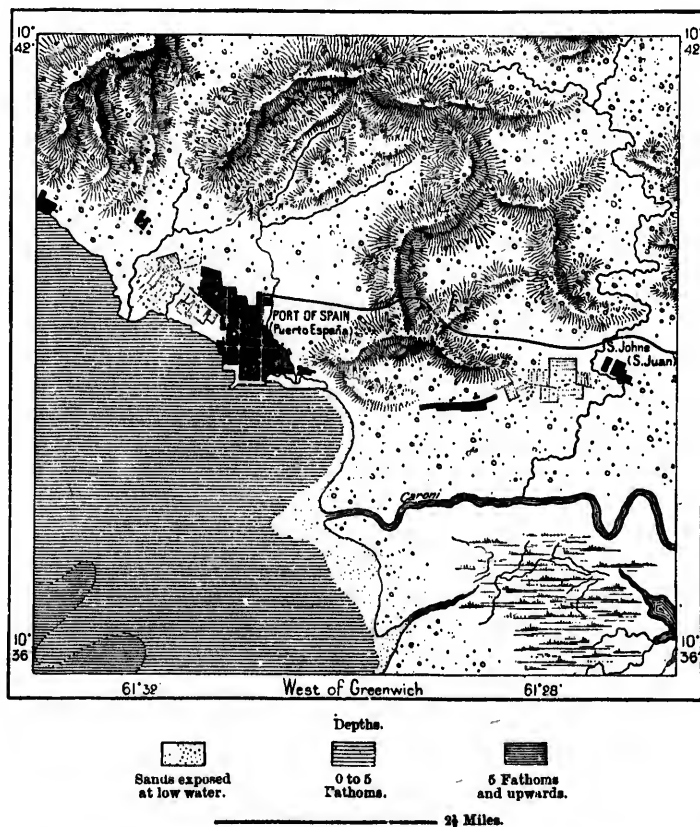 10°
42'
10°
42'
PORT OF SPAIN
(Puerto España)
S. Johns
(S. Juan)
Caroni
10°
36'
10°
36'
61°32'
West of Greenwich
61°28'
Depths.
Sands exposed
at low water.
0 to 5
Fathoms.
5 Fathoms
and upwards.
2½ Miles.